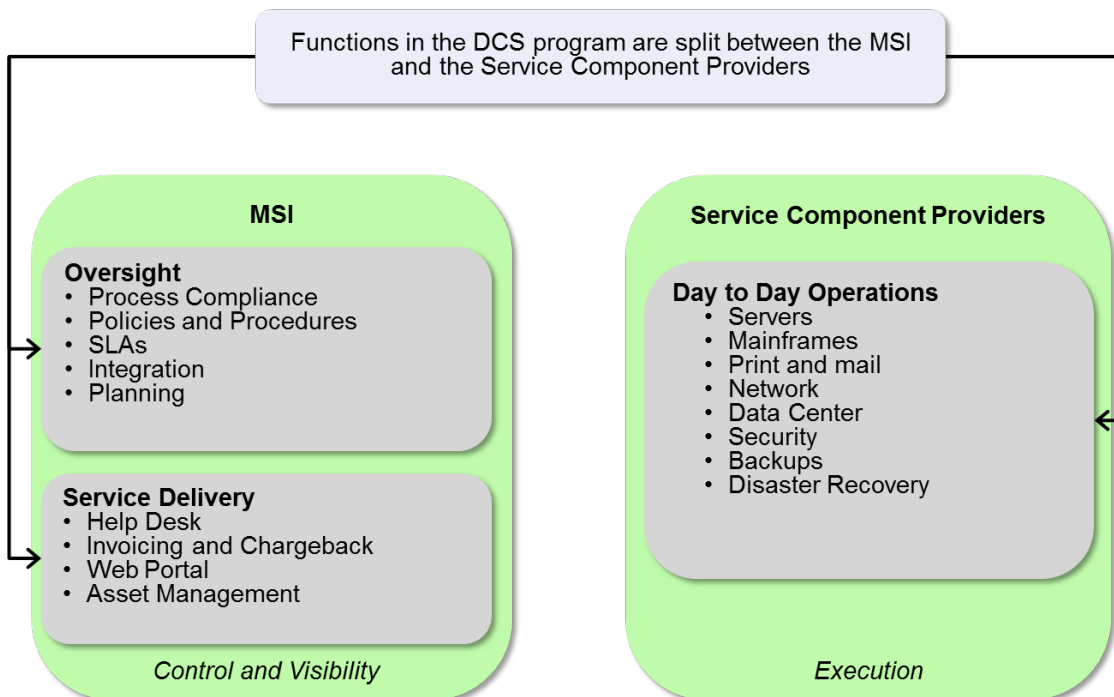 Functions in the DCS program are split between the MSI
and the Service Component Providers
MSI
Oversight
• Process Compliance
• Policies and Procedures
• SLAs
• Integration
• Planning
Service Delivery
• Help Desk
• Invoicing and Chargeback
• Web Portal
• Asset Management
Control and Visibility
Service Component Providers
Day to Day Operations
• Servers
• Mainframes
• Print and mail
• Network
• Data Center
• Security
• Backups
• Disaster Recovery
Execution